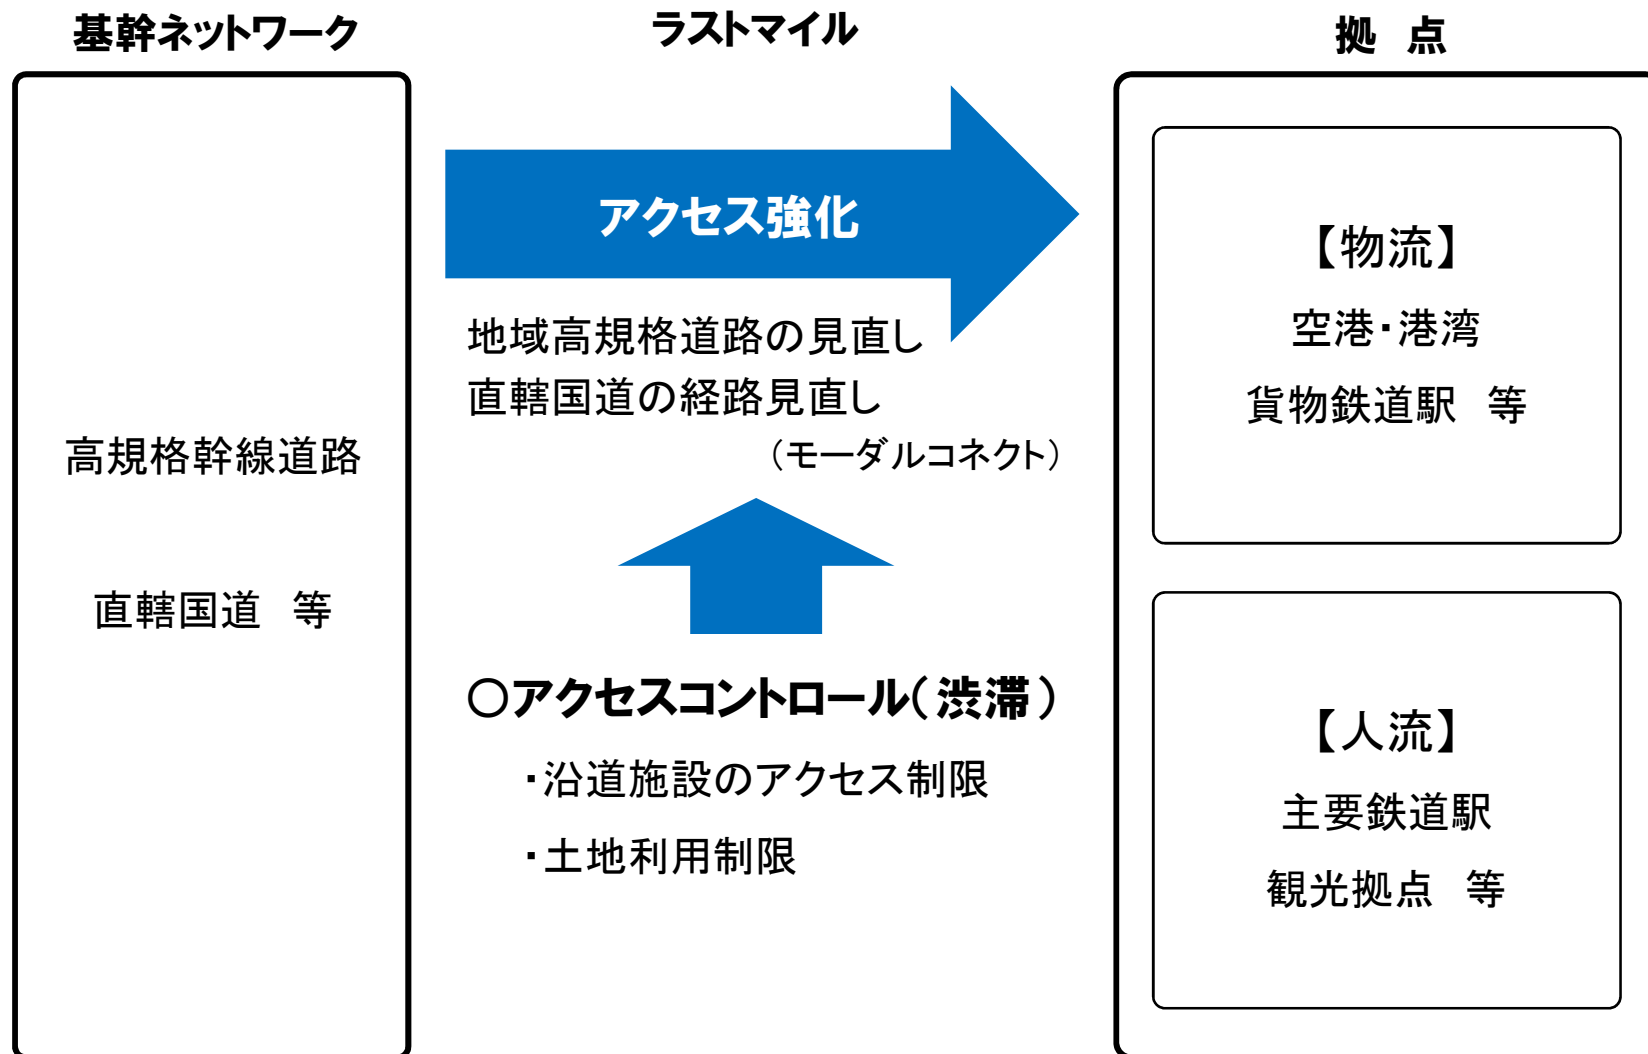 基幹ネットワーク
高規格幹線道路
直轄国道　等
ラストマイル
アクセス強化
地域高規格道路の見直し
直轄国道の経路見直し
（モーダルコネクト）
○アクセスコントロール（渋滞）
・沿道施設のアクセス制限
・土地利用制限
拠　点
【物流】
空港・港湾
貨物鉄道駅　等
【人流】
主要鉄道駅
観光拠点　等